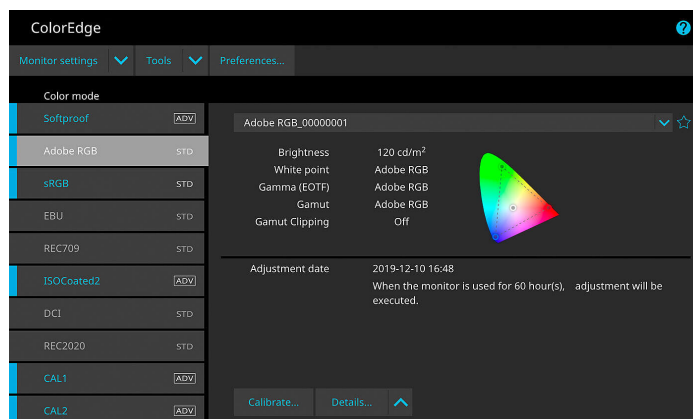 ColorEdge ?
Monitor settings Tools Preferences...
Color mode
Softproof ADV
Adobe RGB STD
sRGB STD
EBU STD
REC709 STD
ISOCoated2 ADV
DCI STD
REC2020 STD
CAL1 ADV
CAL2 ADV
Adobe RGB_00000001
Brightness 120 cd/m²
White point Adobe RGB
Gamma (EOTF) Adobe RGB
Gamut Adobe RGB
Gamut Clipping Off
Adjustment date 2019-12-10 16:48
When the monitor is used for 60 hour(s), adjustment will be
executed.
Calibrate... Details...